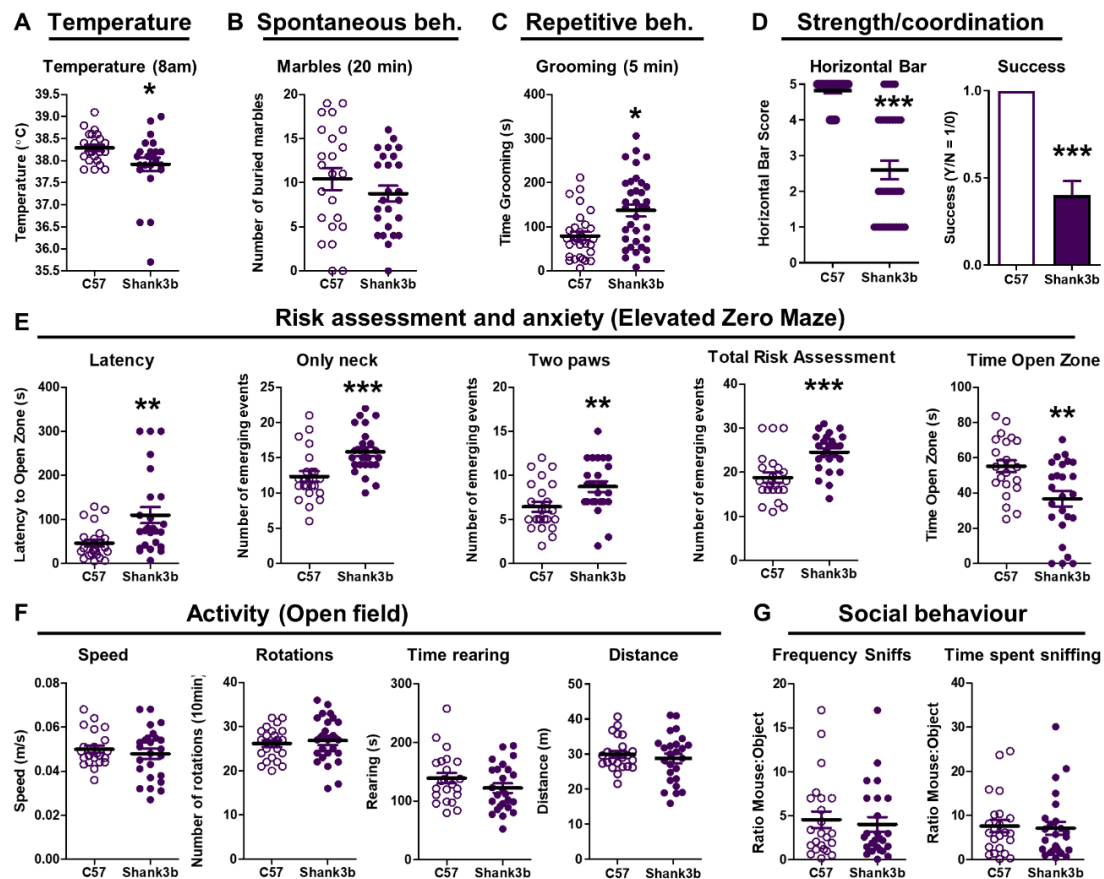 A Temperature
B Spontaneous beh.
C Repetitive beh.
D Strength/coordination
Temperature (8am)
*
Temperature (°C)
39.5
39.0
38.5
38.0
37.5
37.0
36.5
36.0
35.5
C57 Shank3b
Marbles (20 min)
Number of buried marbles
20
15
10
5
0
C57 Shank3b
Grooming (5 min)
*
Time Grooming (s)
400
300
200
100
0
C57 Shank3b
Horizontal Bar
***
Horizontal Bar Score
5
4
3
2
1
0
C57 Shank3b
Success
***
Success (Y/N = 1/0)
1.0
0.5
0.0
C57 Shank3b
E Risk assessment and anxiety (Elevated Zero Maze)
Latency
**
Latency to Open Zone (s)
400
300
200
100
0
C57 Shank3b
Only neck
***
Number of emerging events
25
20
15
10
5
0
C57 Shank3b
Two paws
**
Number of emerging events
20
15
10
5
0
C57 Shank3b
Total Risk Assessment
***
Number of emerging events
40
30
20
10
0
C57 Shank3b
Time Open Zone
**
Time Open Zone (s)
100
80
60
40
20
0
C57 Shank3b
F Activity (Open field)
Speed
Speed (m/s)
0.08
0.06
0.04
0.02
0.00
C57 Shank3b
Rotations
Number of rotations (10min)
40
30
20
10
0
C57 Shank3b
Time rearing
Rearing (s)
300
200
100
0
C57 Shank3b
Distance
Distance (m)
50
40
30
20
10
0
C57 Shank3b
G Social behaviour
Frequency Sniffs
Ratio Mouse:Object
20
15
10
5
0
C57 Shank3b
Time spent sniffing
Ratio Mouse:Object
40
30
20
10
0
C57 Shank3b